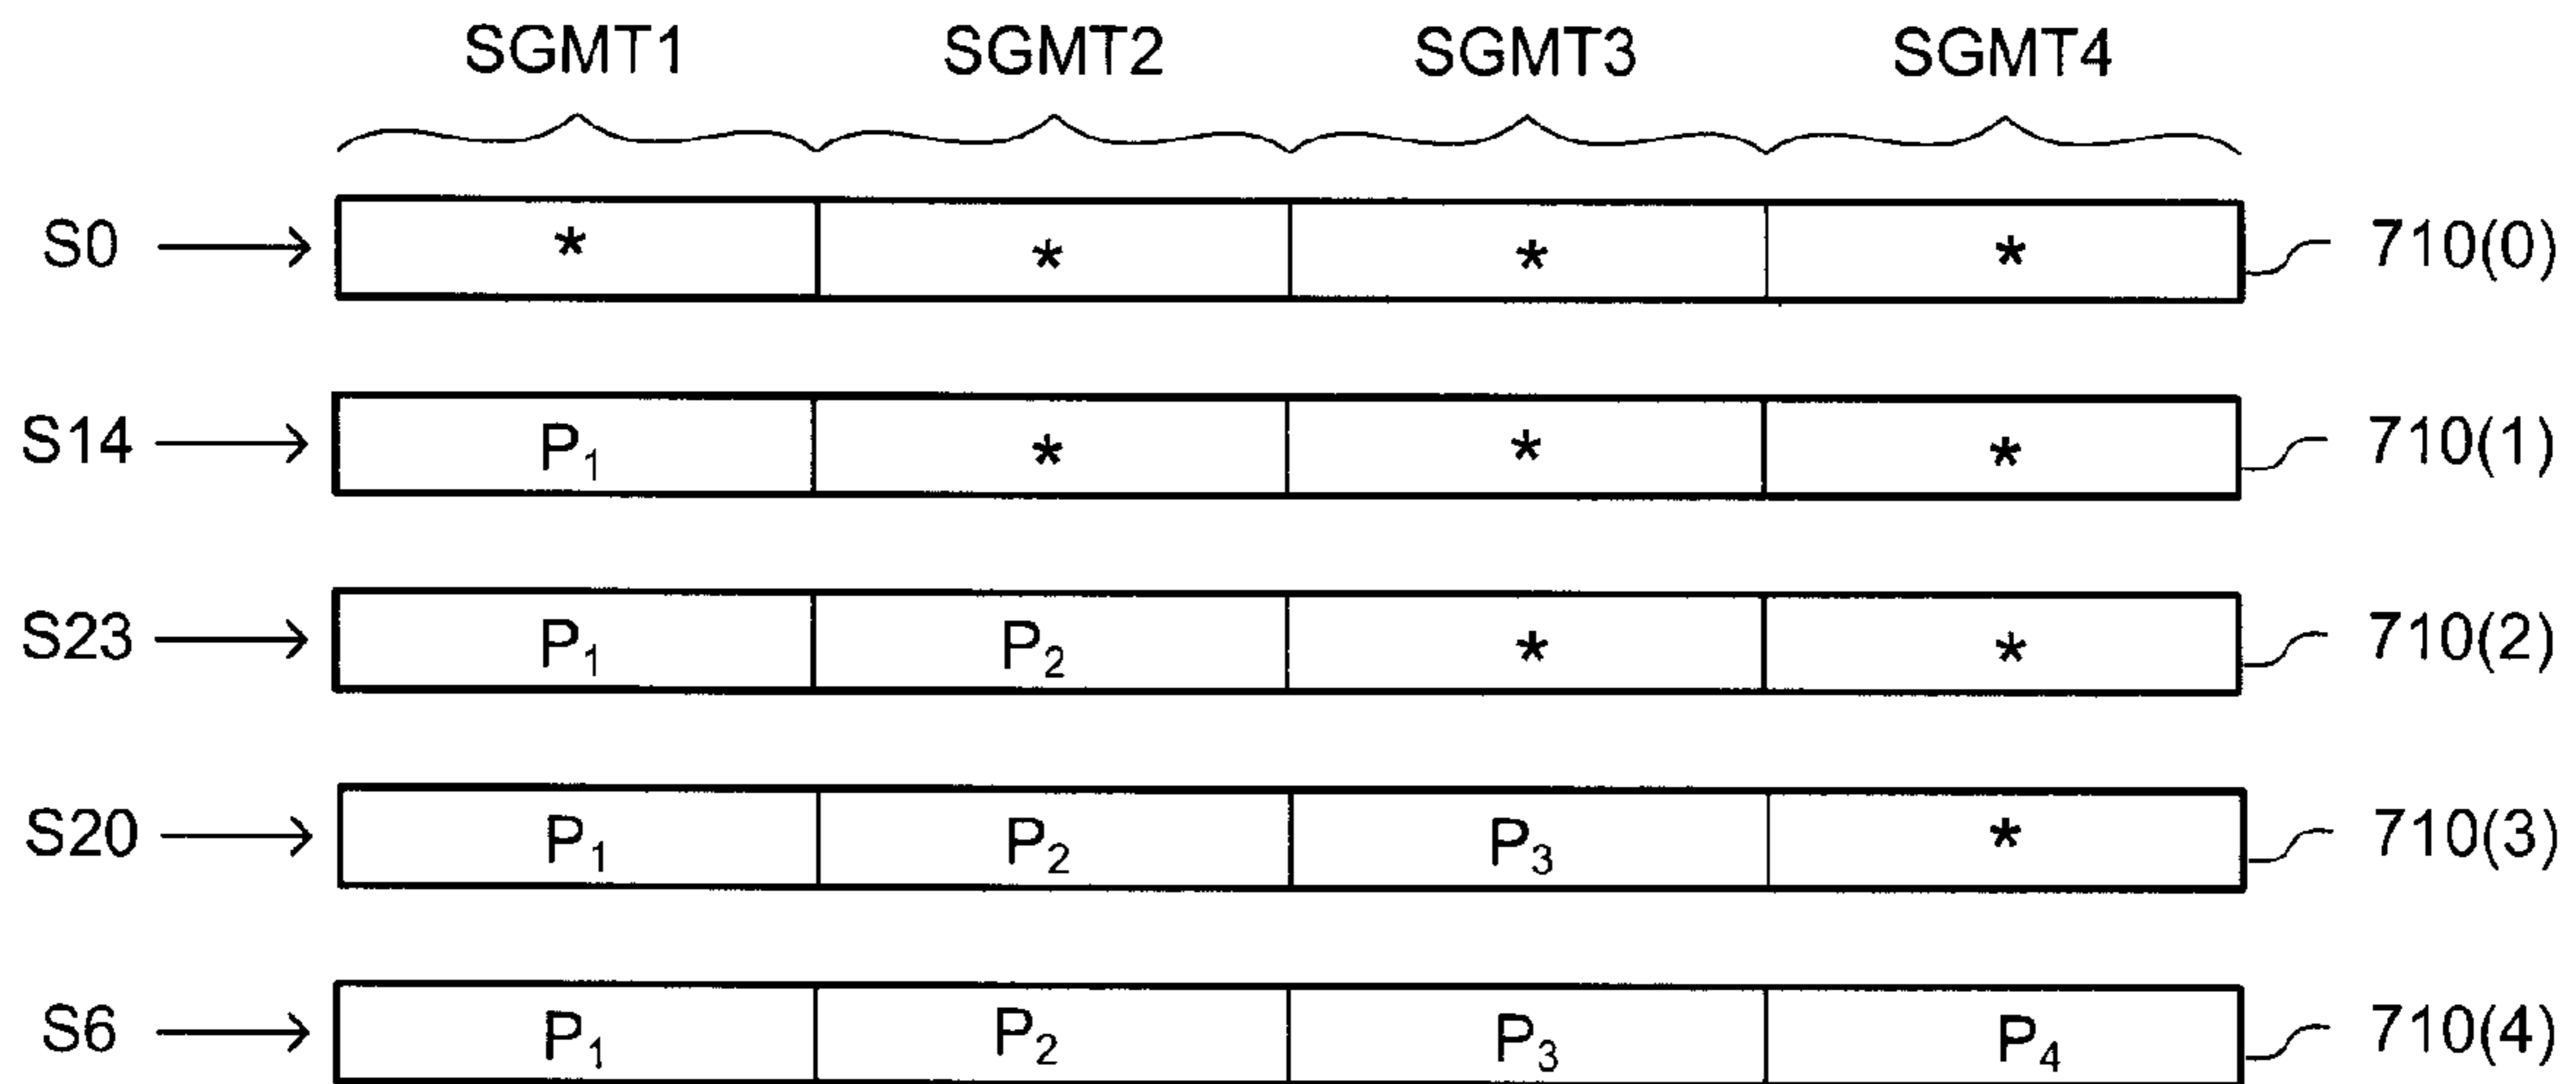 SGMT1 SGMT2 SGMT3 SGMT4
S0 * * * * 710(0)
S14 P₁ * * * 710(1)
S23 P₁ P₂ * * 710(2)
S20 P₁ P₂ P₃ * 710(3)
S6 P₁ P₂ P₃ P₄ 710(4)